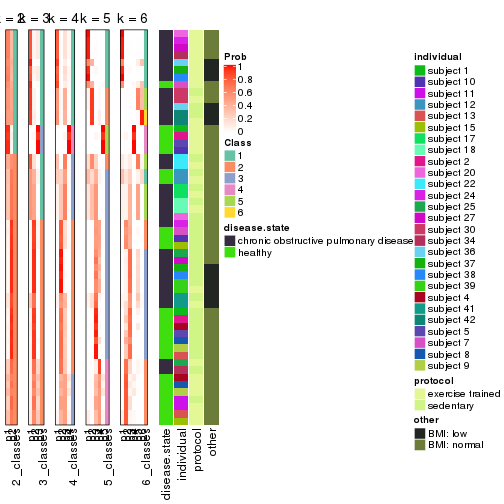 k = 2
k = 3
k = 4
k = 5
k = 6
Prob
1
0.8
0.6
0.4
0.2
0
Class
1
2
3
4
5
6
disease.state
chronic obstructive pulmonary disease
healthy
individual
subject 1
subject 10
subject 11
subject 12
subject 13
subject 15
subject 17
subject 18
subject 2
subject 20
subject 22
subject 24
subject 25
subject 27
subject 30
subject 34
subject 36
subject 37
subject 38
subject 39
subject 4
subject 41
subject 42
subject 5
subject 7
subject 8
subject 9
protocol
exercise trained
sedentary
other
BMI: low
BMI: normal
2_classes
3_classes
4_classes
5_classes
6_classes
disease.state
individual
protocol
other